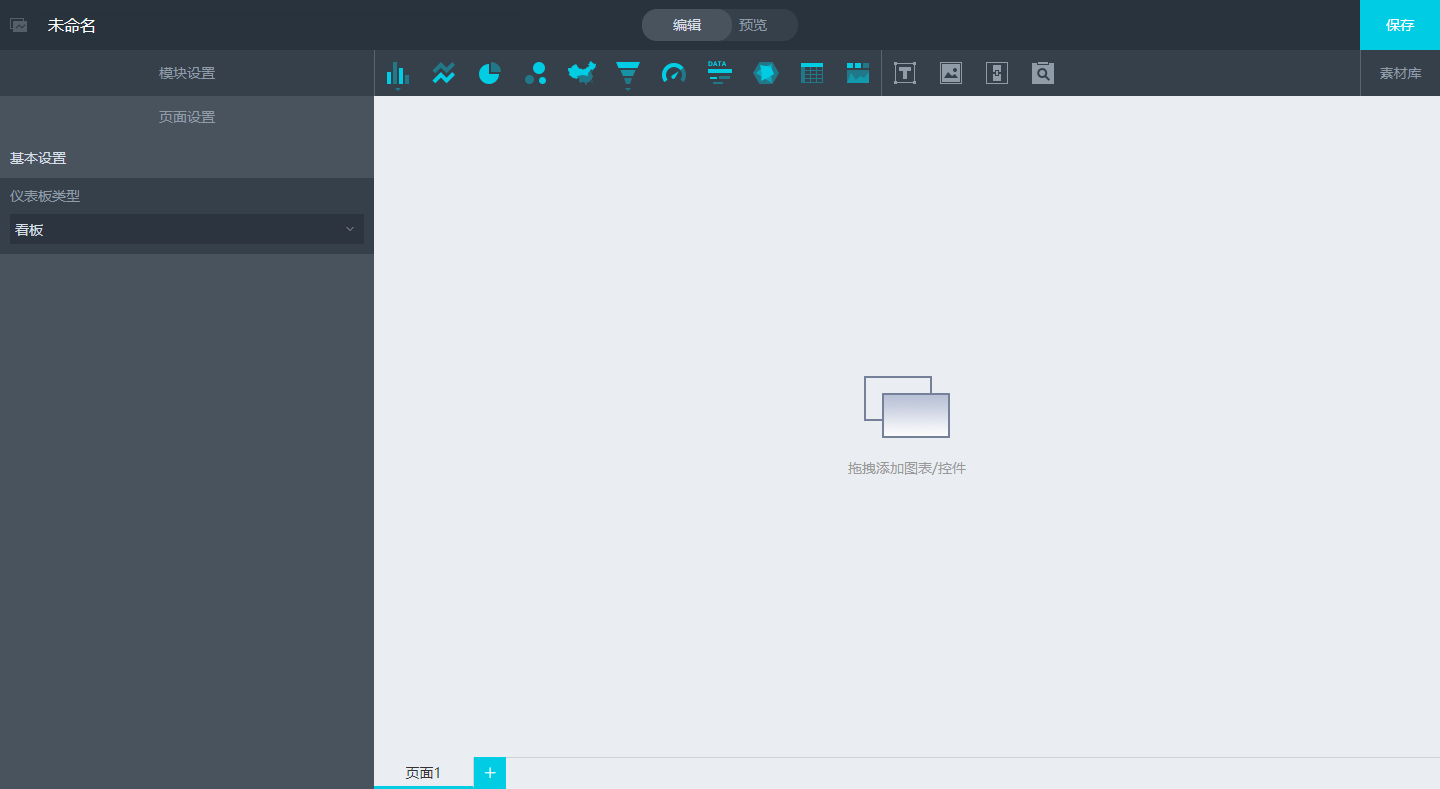 未命名
编辑
预览
保存
模块设置
DATA
素材库
页面设置
基本设置
仪表板类型
看板
拖拽添加图表/控件
页面1
+